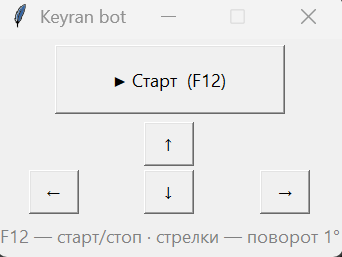 Keyran bot
► Старт (F12)
↑
← ↓ →
F12 — старт/стоп · стрелки — поворот 1°